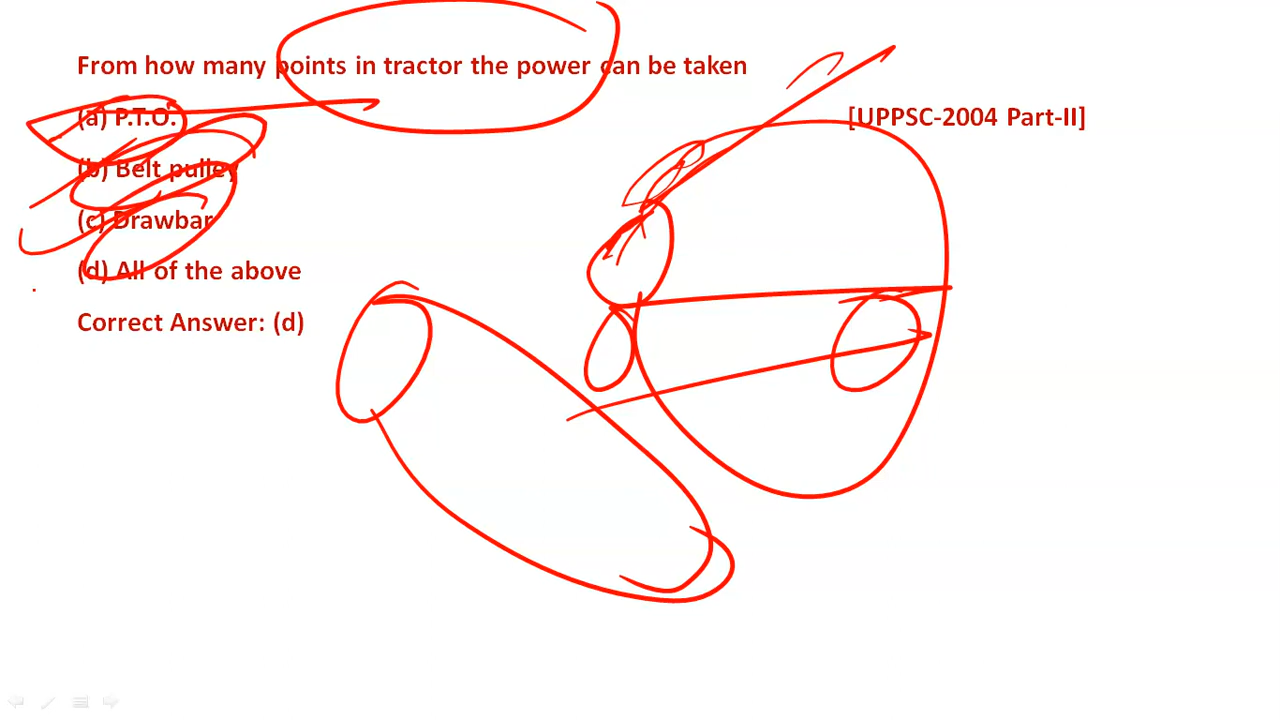 From how many points in tractor the power can be taken
(a) P.T.O.
[UPPSC-2004 Part-II]
(b) Belt pulley
(c) Drawbar
(d) All of the above
Correct Answer: (d)